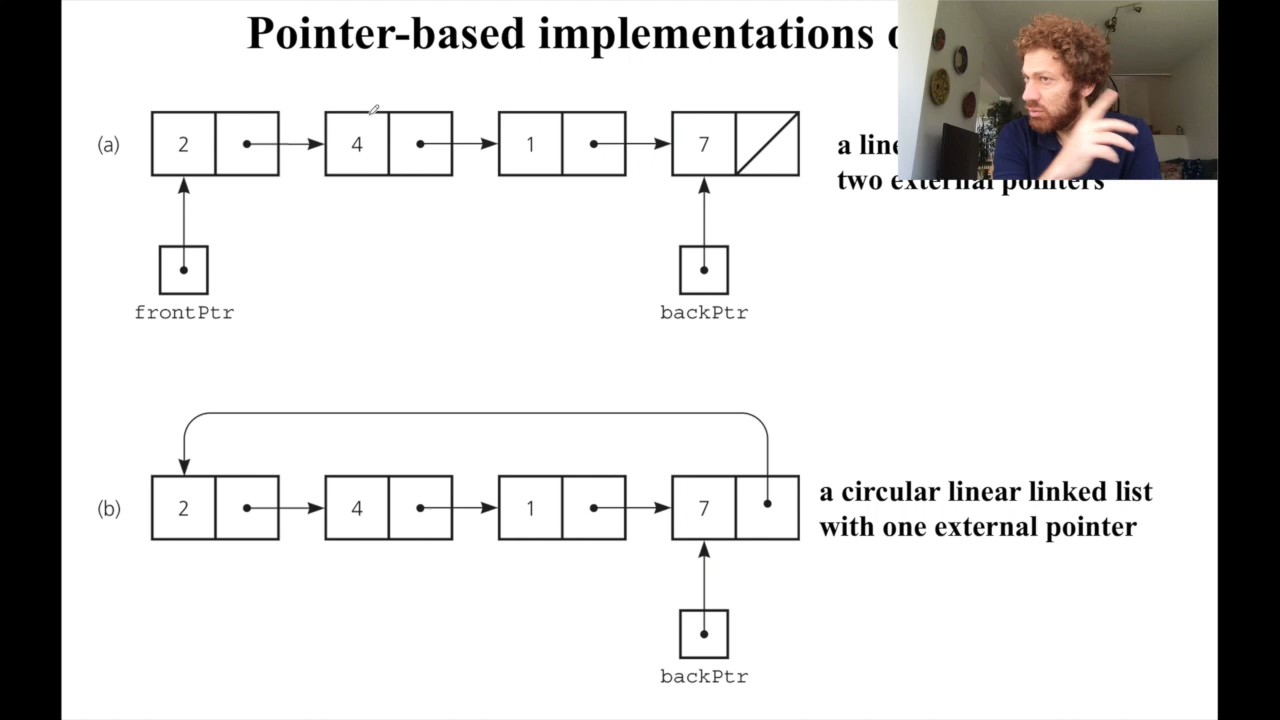 Pointer-based implementations
(a) 2 4 1 7
a
two external pointers
frontPtr backPtr
(b) 2 4 1 7
a circular linear linked list
with one external pointer
backPtr